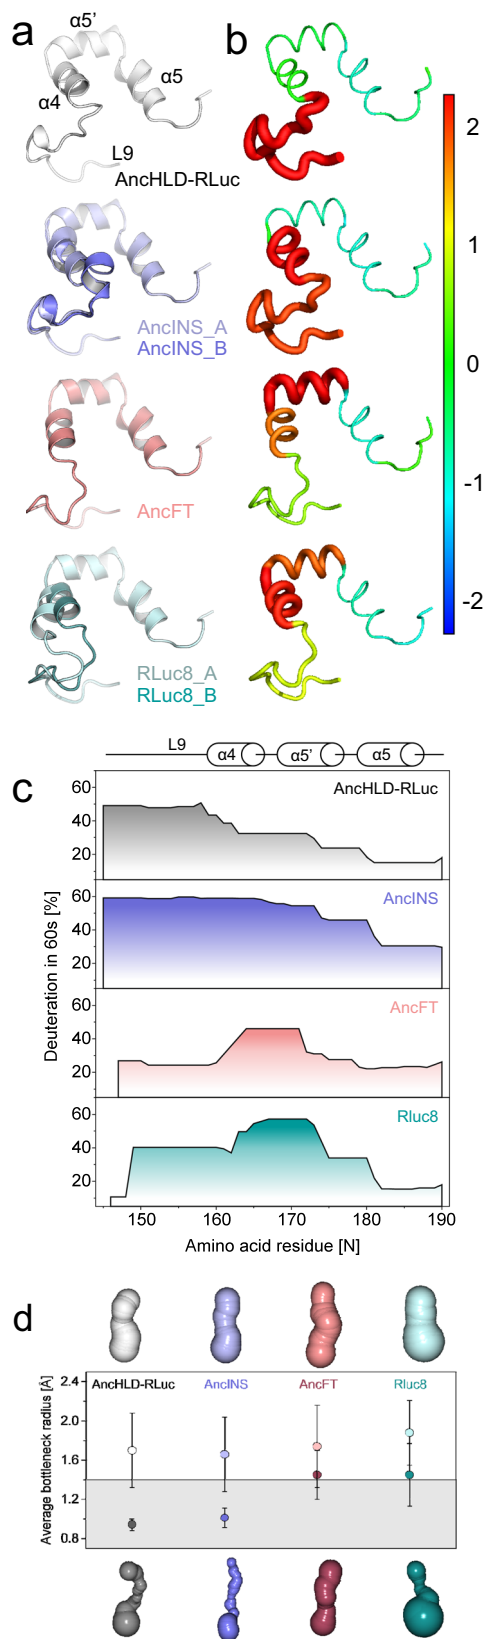 a
b
α5'
α4
α5
L9
AncHLD-RLuc
AncINS_A
AncINS_B
AncFT
RLuc8_A
RLuc8_B
2
1
0
-1
-2
c
L9
α4
α5'
α5
Deuteration in 60s [%]
60
40
20
AncHLD-RLuc
60
40
20
AncINS
60
40
20
AncFT
60
40
20
Rluc8
150 160 170 180 190
Amino acid residue [N]
d
Average bottleneck radius [Å]
2.4
2.0
1.6
1.2
0.8
AncHLD-RLuc AncINS AncFT Rluc8